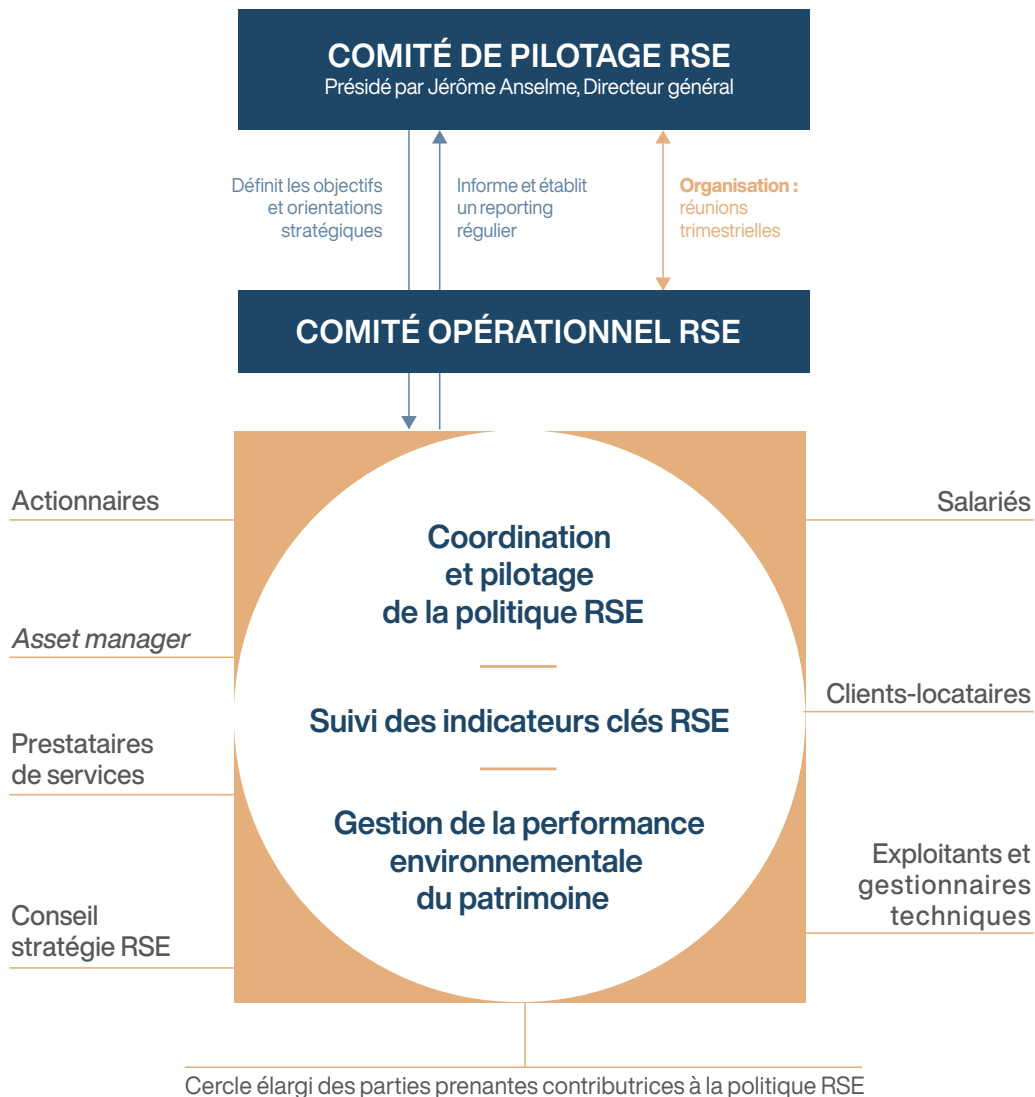 COMITÉ DE PILOTAGE RSE
Présidé par Jérôme Anselme, Directeur général
Définit les objectifs
et orientations
stratégiques
Informe et établit
un reporting
régulier
Organisation :
réunions
trimestrielles
COMITÉ OPÉRATIONNEL RSE
Actionnaires
Asset manager
Prestataires
de services
Conseil
stratégie RSE
Coordination
et pilotage
de la politique RSE
Suivi des indicateurs clés RSE
Gestion de la performance
environnementale
du patrimoine
Salariés
Clients-locataires
Exploitants et
gestionnaires
techniques
Cercle élargi des parties prenantes contributrices à la politique RSE